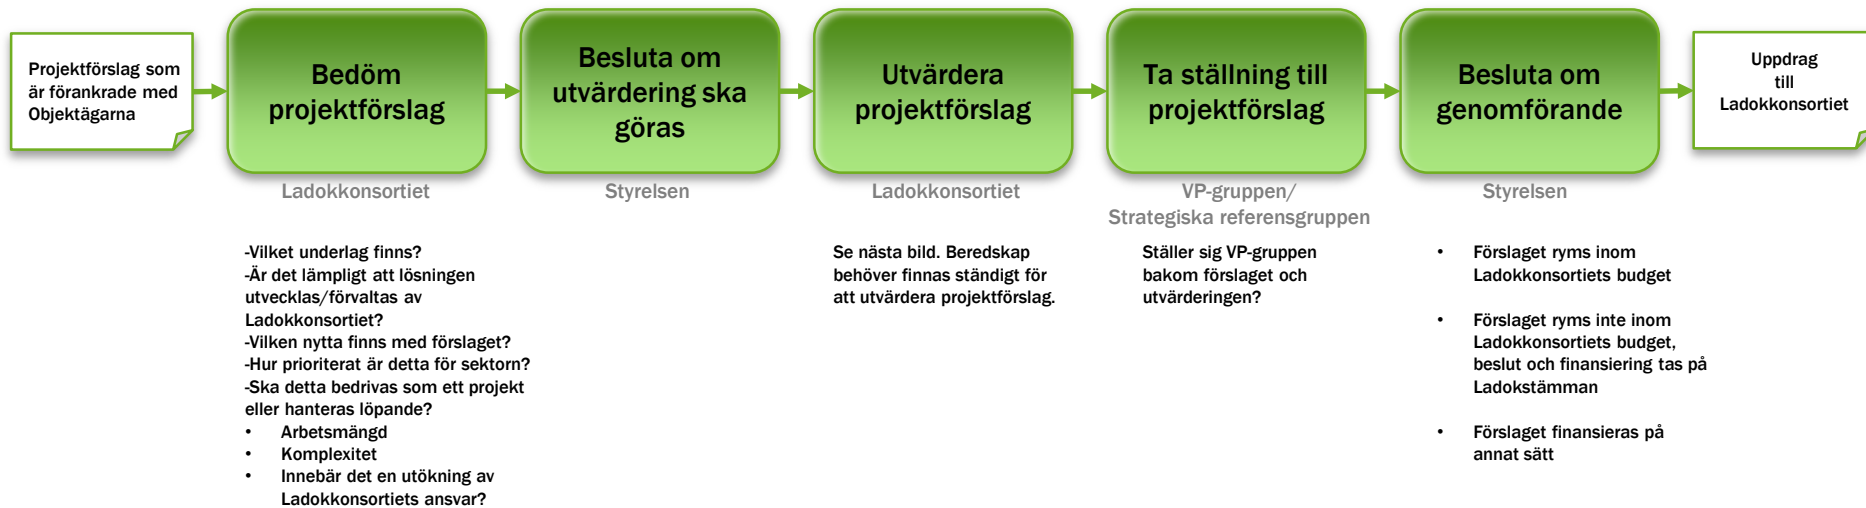 Projektförslag som
är förankrade med
Objektägarna
Bedöm
projektförslag
Ladokkonsortiet
-Vilket underlag finns?
-Är det lämpligt att lösningen
utvecklas/förvaltas av
Ladokkonsortiet?
-Vilken nytta finns med förslaget?
-Hur prioriterat är detta för sektorn?
-Ska detta bedrivas som ett projekt
eller hanteras löpande?
• Arbetsmängd
• Komplexitet
• Innebär det en utökning av
Ladokkonsortiets ansvar?
Besluta om
utvärdering ska
göras
Styrelsen
Utvärdera
projektförslag
Ladokkonsortiet
Se nästa bild. Beredskap
behöver finnas ständigt för
att utvärdera projektförslag.
Ta ställning till
projektförslag
VP-gruppen/
Strategiska referensgruppen
Ställer sig VP-gruppen
bakom förslaget och
utvärderingen?
Besluta om
genomförande
Styrelsen
• Förslaget ryms inom
Ladokkonsortiets budget
• Förslaget ryms inte inom
Ladokkonsortiets budget,
beslut och finansiering tas på
Ladokstämman
• Förslaget finansieras på
annat sätt
Uppdrag
till
Ladokkonsortiet